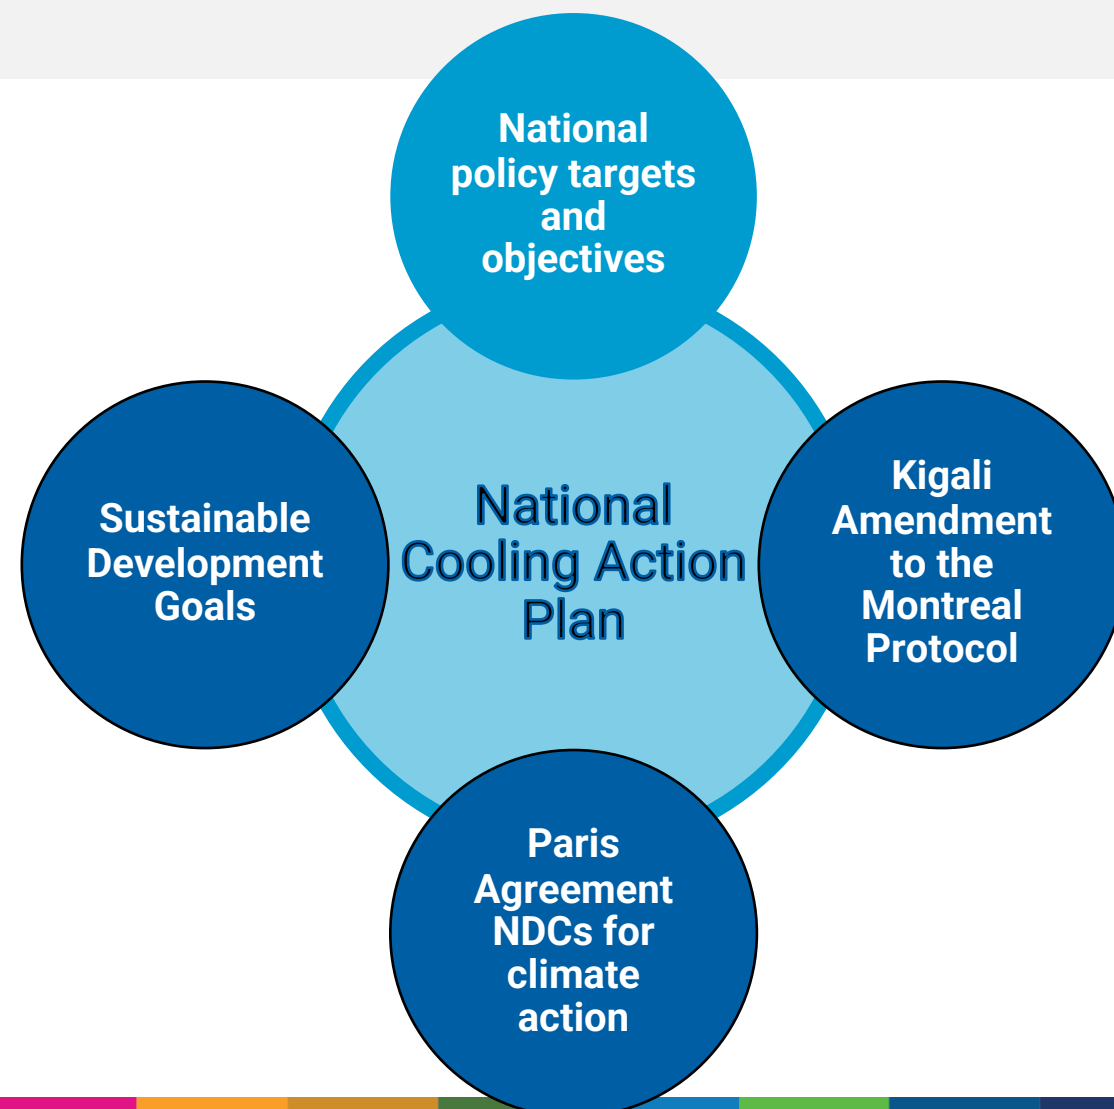 National
policy targets
and
objectives
Sustainable
Development
Goals
National
Cooling Action
Plan
Kigali
Amendment
to the
Montreal
Protocol
Paris
Agreement
NDCs for
climate
action